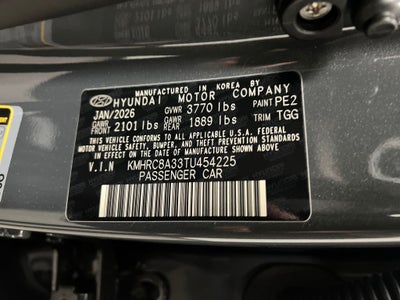 MANUFACTURED IN KOREA BY
HYUNDAI MOTOR COMPANY
JAN/2026 GVWR 3770 lbs PAINT PE2
GAWR FRONT 2101 lbs GAWR REAR 1889 lbs TRIM TGG
THIS VEHICLE CONFORMS TO ALL APPLICABLE U.S.A. FEDERAL
MOTOR VEHICLE SAFETY, BUMPER, AND THEFT PREVENTION STANDARDS
IN EFFECT ON THE DATE OF MANUFACTURE SHOWN ABOVE
V.I.N KMHRC8A33TU454225
PASSENGER CAR